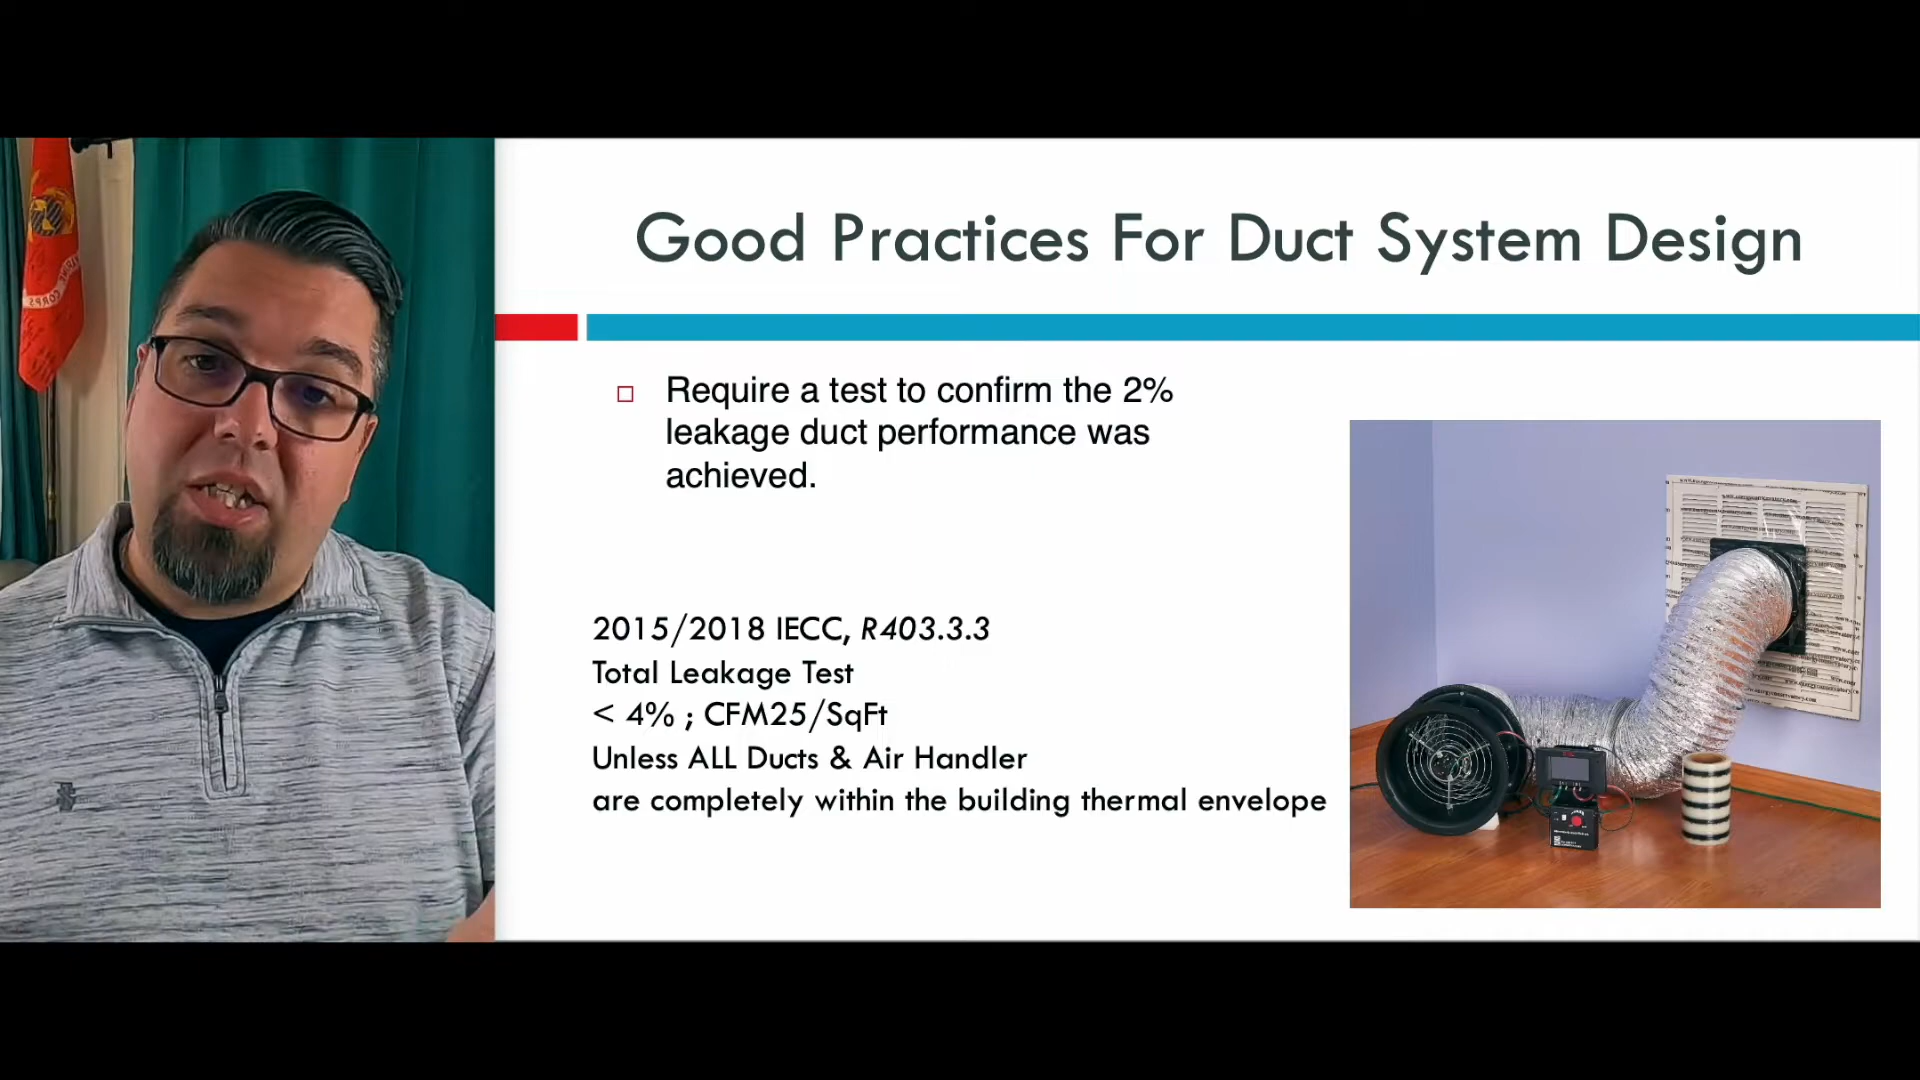 Good Practices For Duct System Design
Require a test to confirm the 2%
leakage duct performance was
achieved.
2015/2018 IECC, R403.3.3
Total Leakage Test
< 4% ; CFM25/SqFt
Unless ALL Ducts & Air Handler
are completely within the building thermal envelope
CORPS